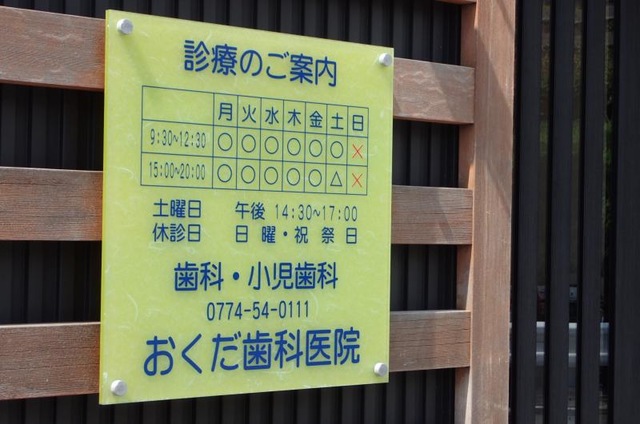 診療のご案内
月 火 水 木 金 土 日
9:30~12:30 ○ ○ ○ ○ ○ ○ ×
15:00~20:00 ○ ○ ○ ○ ○ △ ×
土曜日 午後 14:30~17:00
休診日 日曜・祝祭日
歯科・小児歯科
0774-54-0111
おくだ歯科医院